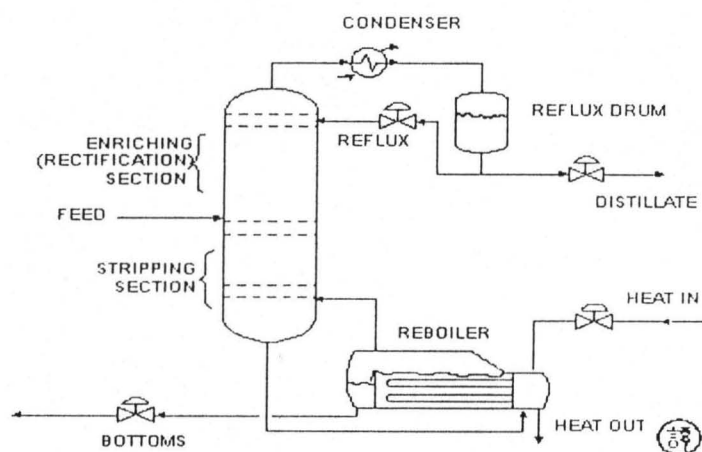 CONDENSER
REFLUX DRUM
REFLUX
ENRICHING
(RECTIFICATION)
SECTION
DISTILLATE
FEED
STRIPPING
SECTION
HEAT IN
REBOILER
HEAT OUT
BOTTOMS